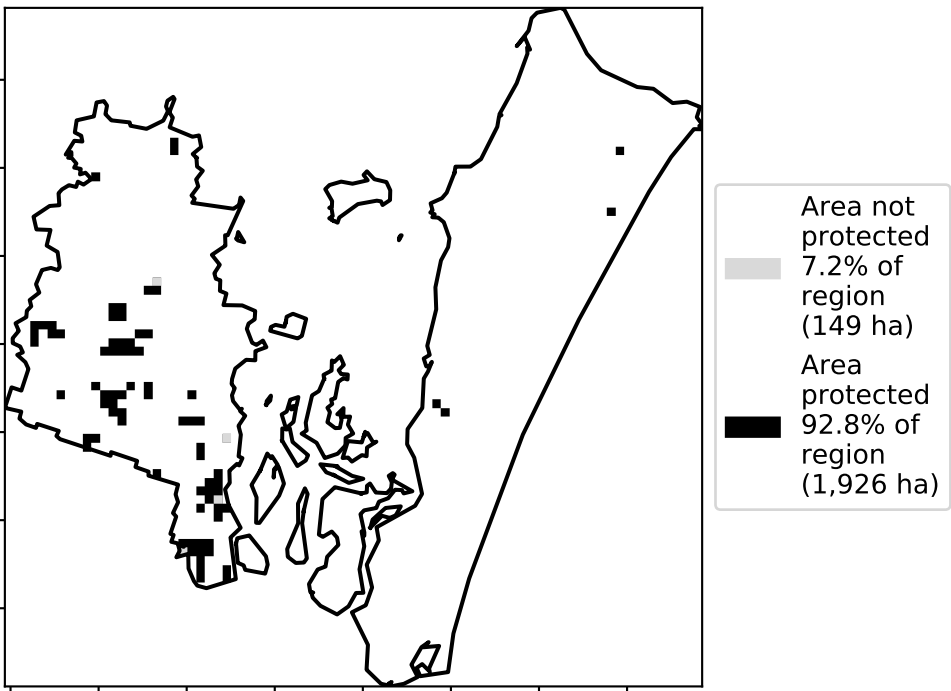 Area not
protected
7.2% of
region
(149 ha)
Area
protected
92.8% of
region
(1,926 ha)